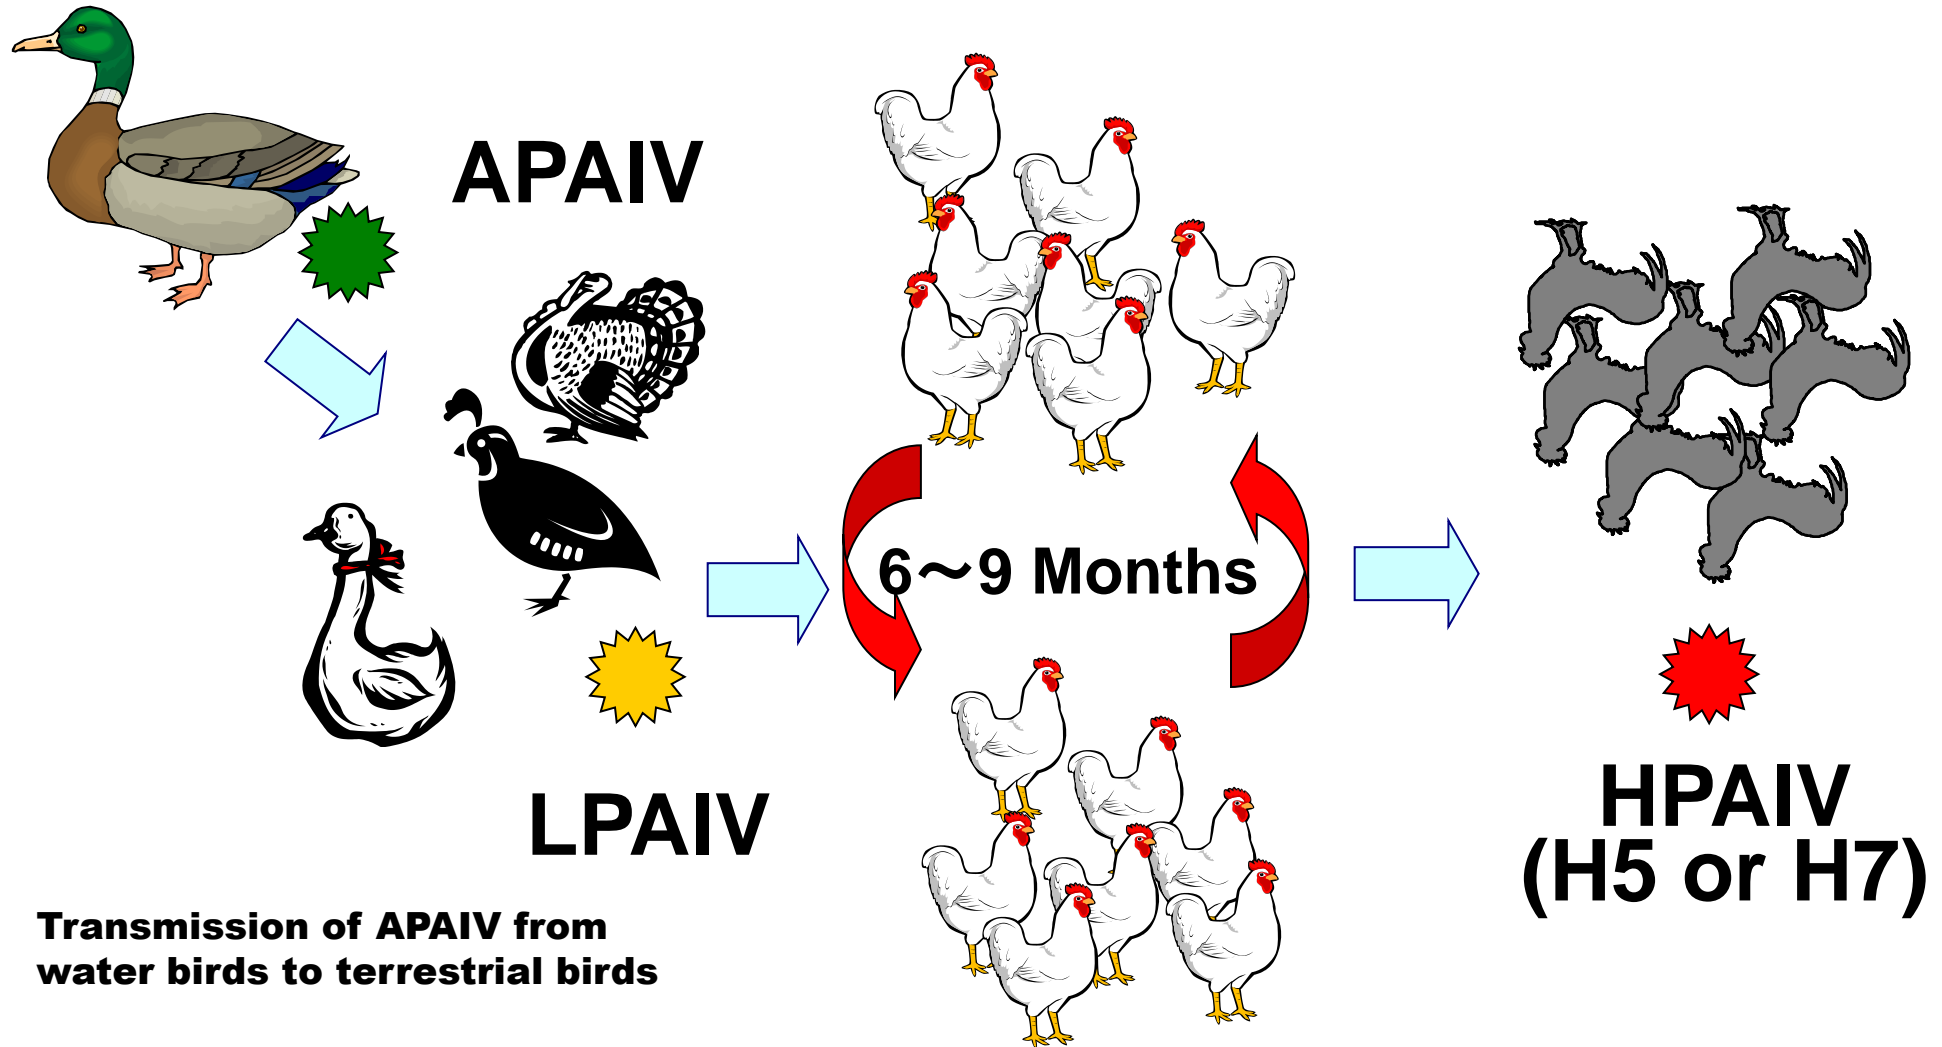 APAIV
6～9 Months
LPAIV
HPAIV
(H5 or H7)
Transmission of APAIV from
water birds to terrestrial birds